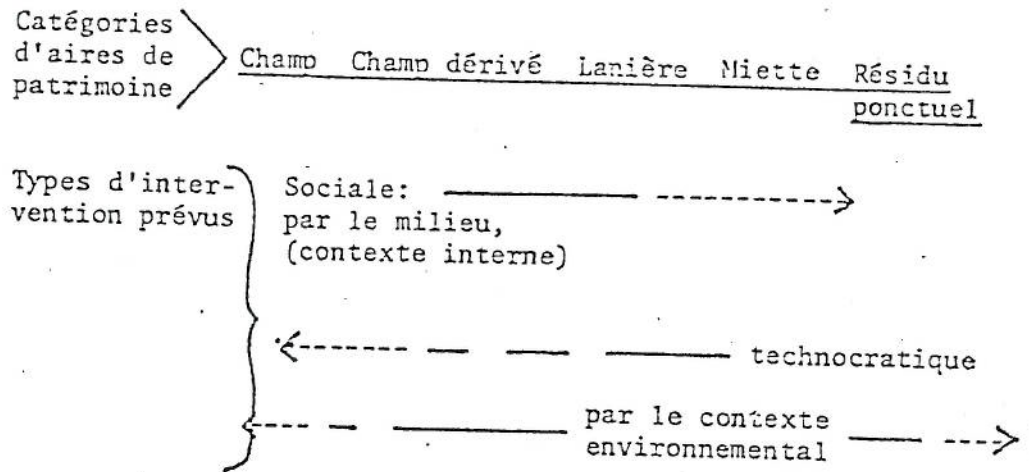 Catégories
d'aires de
patrimoine
Champ Champ dérivé Lanière Miette Résidu
ponctuel
Types d'inter-
vention prévus
Sociale:
par le milieu,
(contexte interne)
technocratique
par le contexte
environnemental